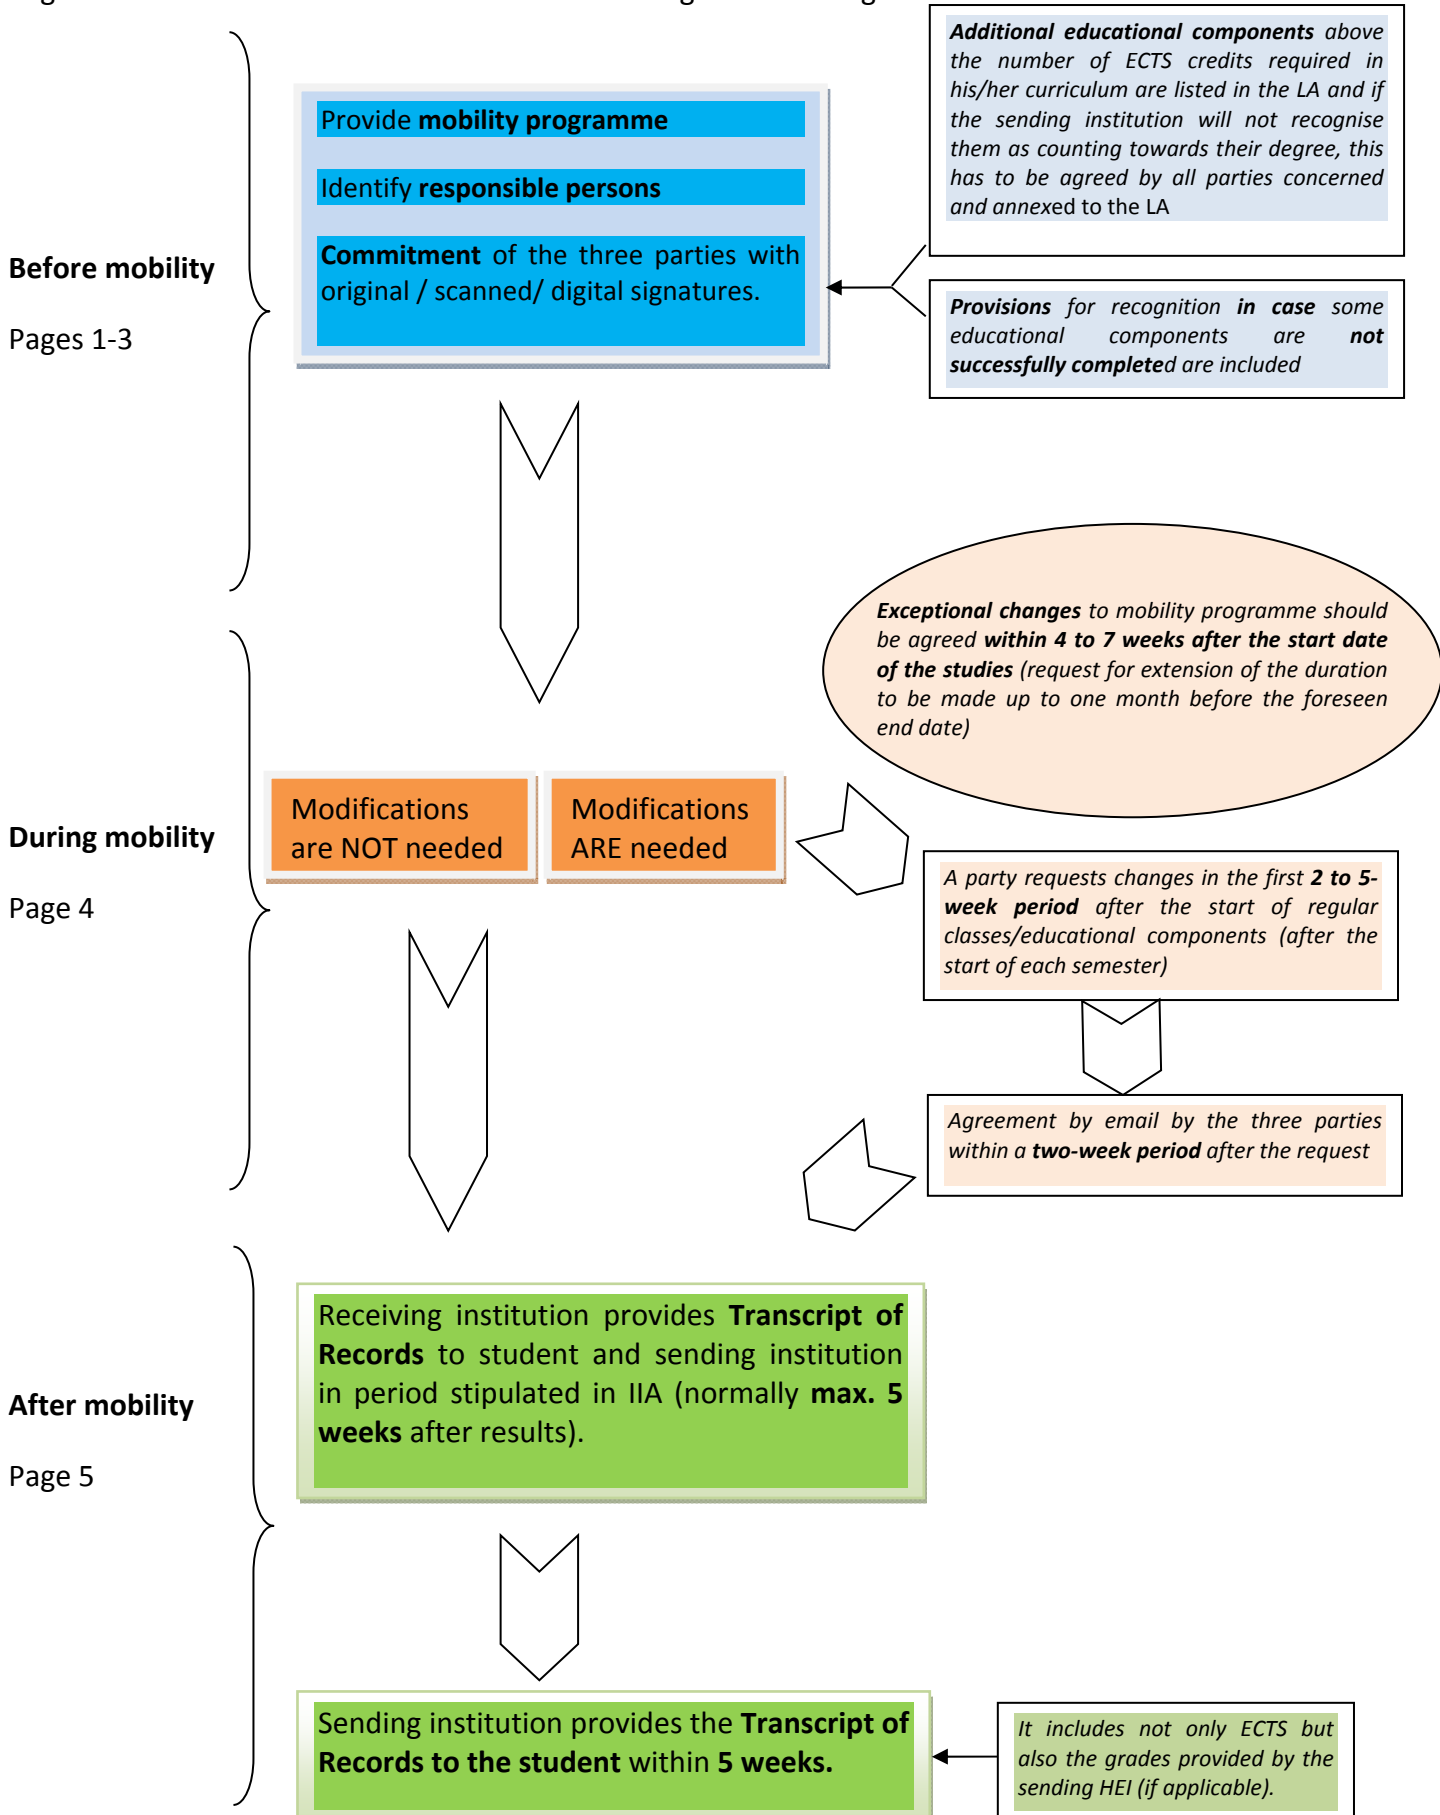 Additional educational components above
the number of ECTS credits required in
his/her curriculum are listed in the LA and if
the sending institution will not recognise
them as counting towards their degree, this
has to be agreed by all parties concerned
and annexed to the LA
Provide mobility programme
Identify responsible persons
Commitment of the three parties with
original / scanned/ digital signatures.
Before mobility
Pages 1-3
Provisions for recognition in case some
educational components are not
successfully completed are included
Exceptional changes to mobility programme should
be agreed within 4 to 7 weeks after the start date
of the studies (request for extension of the duration
to be made up to one month before the foreseen
end date)
Modifications
are NOT needed
Modifications
ARE needed
During mobility
Page 4
A party requests changes in the first 2 to 5-
week period after the start of regular
classes/educational components (after the
start of each semester)
Agreement by email by the three parties
within a two-week period after the request
Receiving institution provides Transcript of
Records to student and sending institution
in period stipulated in IIA (normally max. 5
weeks after results).
After mobility
Page 5
Sending institution provides the Transcript of
Records to the student within 5 weeks.
It includes not only ECTS but
also the grades provided by the
sending HEI (if applicable).